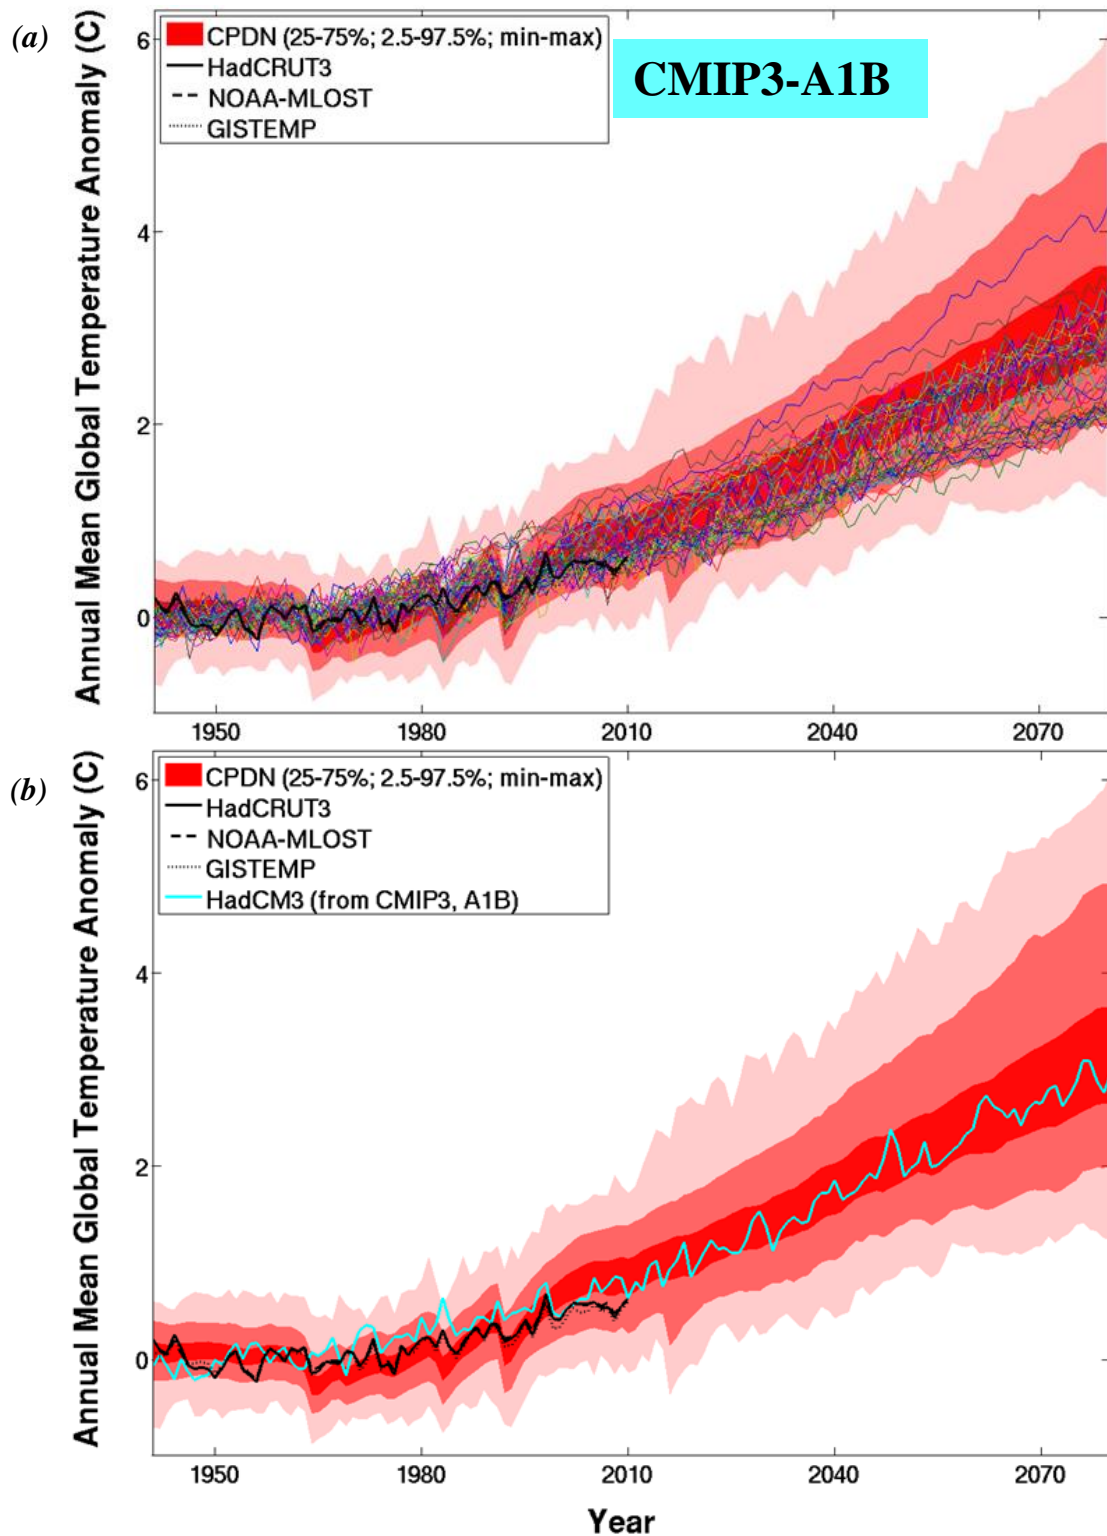 (a)
Annual Mean Global Temperature Anomaly (C)
CPDN (25-75%; 2.5-97.5%; min-max)
HadCRUT3
NOAA-MLOST
GISTEMP
CMIP3-A1B
6
4
2
0
1950 1980 2010 2040 2070
(b)
Annual Mean Global Temperature Anomaly (C)
CPDN (25-75%; 2.5-97.5%; min-max)
HadCRUT3
NOAA-MLOST
GISTEMP
HadCM3 (from CMIP3, A1B)
6
4
2
0
1950 1980 2010 2040 2070
Year